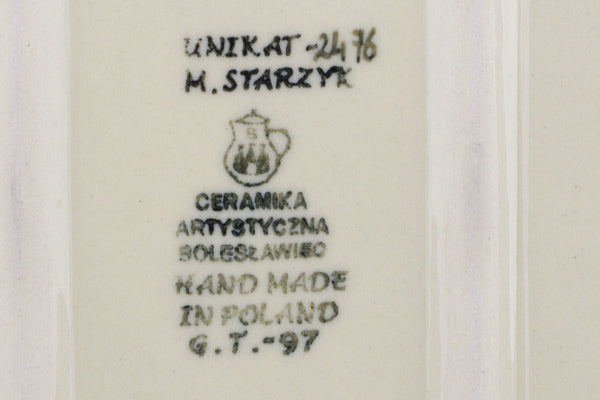 UNIKAT-2476
M. STARZYK
S
CERAMIKA
ARTYSTYCZNA
BOLESŁAWIEC
HAND MADE
IN POLAND
G.T.-97